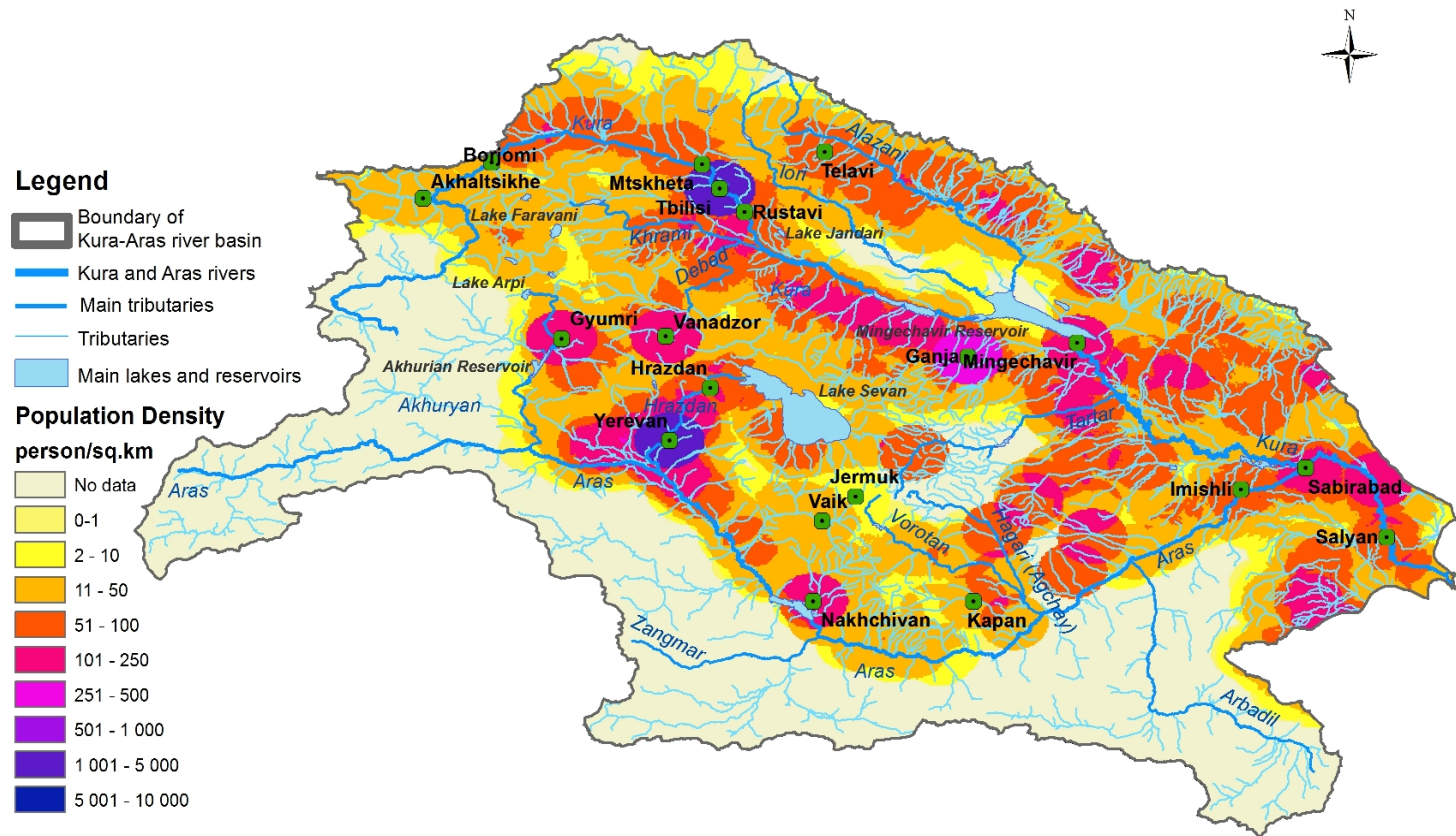 N
Legend
Boundary of
Kura-Aras river basin
Kura and Aras rivers
Main tributaries
Tributaries
Main lakes and reservoirs
Population Density
person/sq.km
No data
0-1
2 - 10
11 - 50
51 - 100
101 - 250
251 - 500
501 - 1 000
1 001 - 5 000
5 001 - 10 000
Kura
Alazani
Borjomi
Akhaltsikhe
Mtskheta
Iori
Telavi
Tbilisi
Rustavi
Lake Faravani
Khrami
Lake Jandari
Debed
Lake Arpi
Kura
Gyumri
Vanadzor
Mingechavir Reservoir
Ganja
Mingechavir
Akhurian Reservoir
Hrazdan
Lake Sevan
Akhuryan
Hrazdan
Yerevan
Tartar
Kura
Aras
Aras
Jermuk
Vaik
Imishli
Sabirabad
Vorotan
Hagari (Agchay)
Aras
Salyan
Nakhchivan
Kapan
Zangmar
Aras
Arbadil